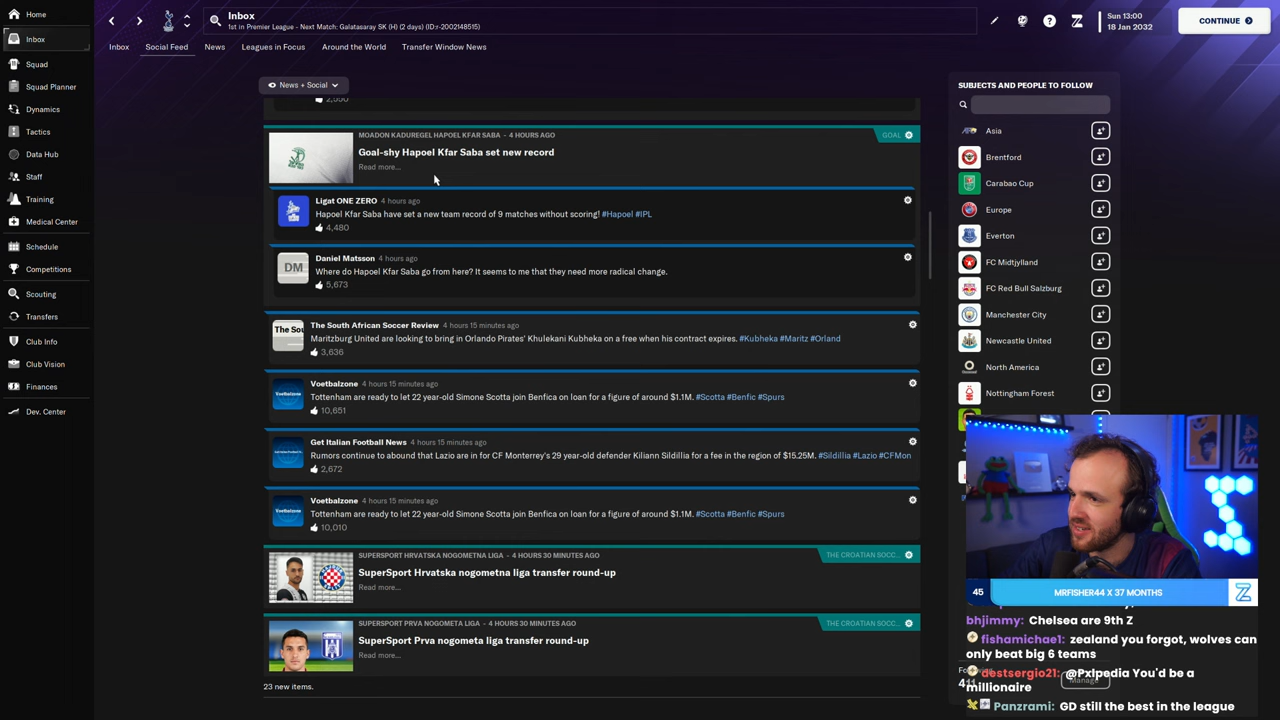 Home
Inbox
Squad
Squad Planner
Dynamics
Tactics
Data Hub
Staff
Training
Medical Center
Schedule
Competitions
Scouting
Transfers
Club Info
Club Vision
Finances
Dev. Center
Inbox
1st in Premier League - Next Match: Galatasaray SK (H) (2 days) (ID:r-2002148515)
Sun 13:00
18 Jan 2032
CONTINUE
Inbox
Social Feed
News
Leagues in Focus
Around the World
Transfer Window News
News + Social
MOADON KADUREGEL HAPOEL KFAR SABA - 4 HOURS AGO
GOAL
Goal-shy Hapoel Kfar Saba set new record
Read more...
Ligat ONE ZERO 4 hours ago
Hapoel Kfar Saba have set a new team record of 9 matches without scoring! #Hapoel #IPL
4,480
DM
Daniel Matsson 4 hours ago
Where do Hapoel Kfar Saba go from here? It seems to me that they need more radical change.
5,673
The Sou
The South African Soccer Review 4 hours 15 minutes ago
Maritzburg United are looking to bring in Orlando Pirates' Khulekani Kubheka on a free when his contract expires. #Kubheka #Maritz #Orland
3,636
Voetbalzone 4 hours 15 minutes ago
Tottenham are ready to let 22 year-old Simone Scotta join Benfica on loan for a figure of around $1.1M. #Scotta #Benfic #Spurs
10,651
Get Italian Football News 4 hours 15 minutes ago
Rumors continue to abound that Lazio are in for CF Monterrey's 29 year-old defender Kiliann Sildillia for a fee in the region of $15.25M. #Sildillia #Lazio #CFMon
2,672
Voetbalzone 4 hours 15 minutes ago
Tottenham are ready to let 22 year-old Simone Scotta join Benfica on loan for a figure of around $1.1M. #Scotta #Benfic #Spurs
10,010
SUPERSPORT HRVATSKA NOGOMETNA LIGA - 4 HOURS 30 MINUTES AGO
THE CROATIAN SOCC...
SuperSport Hrvatska nogometna liga transfer round-up
Read more...
SUPERSPORT PRVA NOGOMETA LIGA - 4 HOURS 30 MINUTES AGO
THE CROATIAN SOCC...
SuperSport Prva nogometa liga transfer round-up
Read more...
23 new items.
SUBJECTS AND PEOPLE TO FOLLOW
Asia
Brentford
Carabao Cup
Europe
Everton
FC Midtjylland
FC Red Bull Salzburg
Manchester City
Newcastle United
North America
Nottingham Forest
45
MRFISHER44 X 37 MONTHS
bhjimmy: Chelsea are 9th Z
fishamichae1: zealand you forgot, wolves can
only beat big 6 teams
destsergio21: @Pxlpedia You'd be a
millionaire
Manage
Panzrami: GD still the best in the league